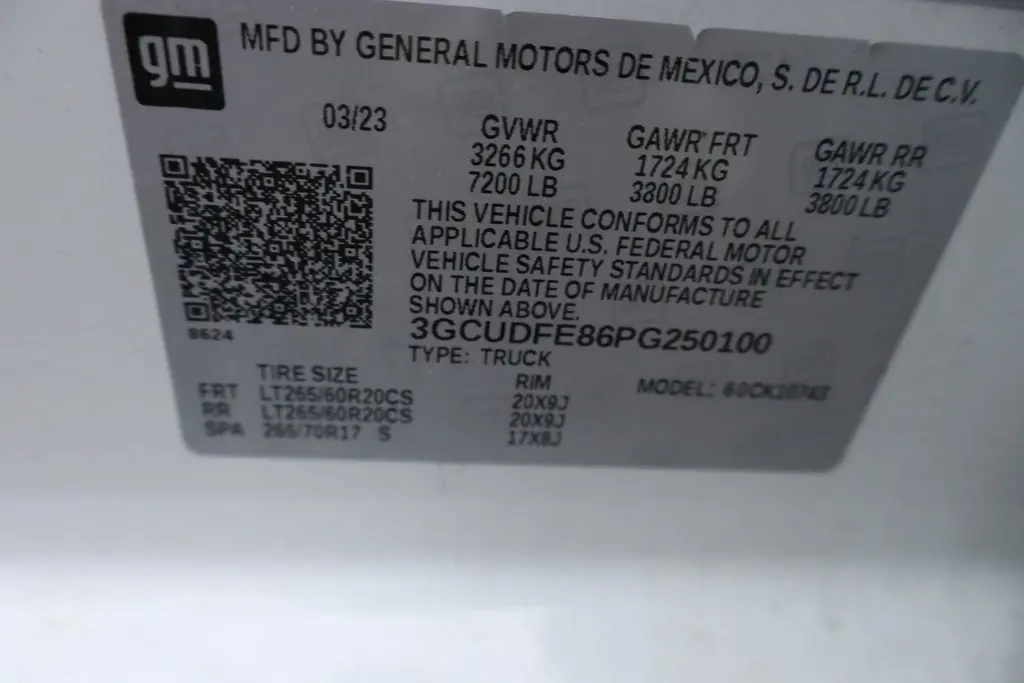 gm
MFD BY GENERAL MOTORS DE MEXICO, S. DE R.L. DE C.V.
03/23 GVWR GAWR FRT GAWR RR
3266 KG 1724 KG 1724 KG
7200 LB 3800 LB 3800 LB
THIS VEHICLE CONFORMS TO ALL
APPLICABLE U.S. FEDERAL MOTOR
VEHICLE SAFETY STANDARDS IN EFFECT
ON THE DATE OF MANUFACTURE
SHOWN ABOVE.
8624
3GCUDFE86PG250100
TYPE: TRUCK
TIRE SIZE RIM MODEL:
FRT LT265/60R20CS 20X9J
RR LT265/60R20CS 20X9J
SPA 265/70R17 S 17X8J